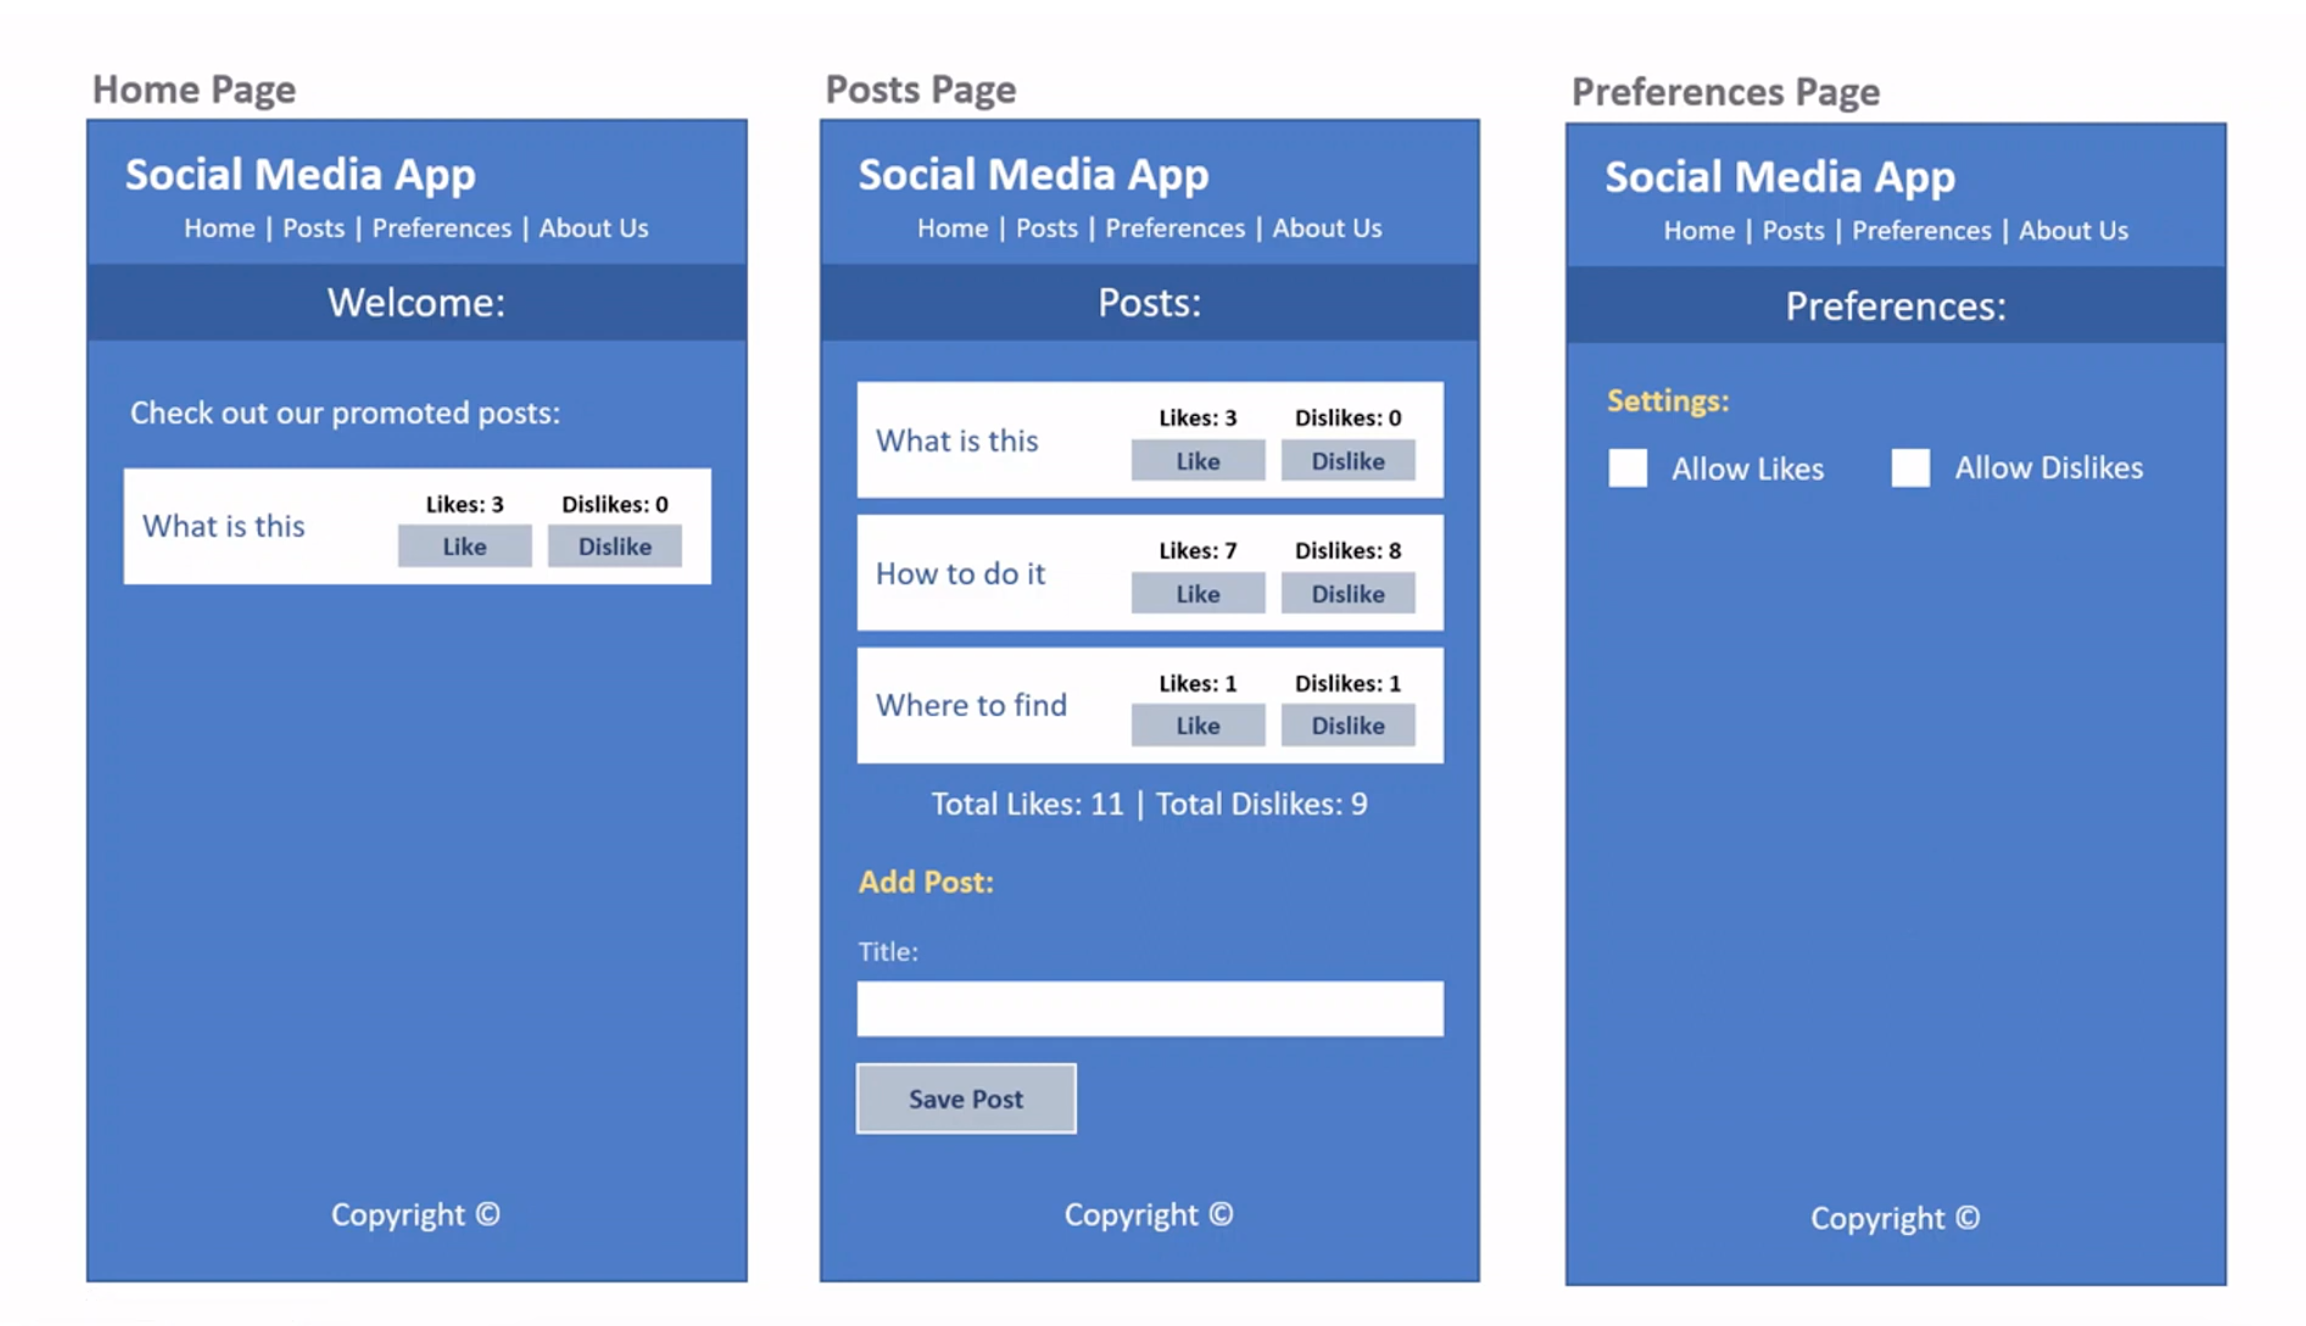 Home Page
Social Media App
Home | Posts | Preferences | About Us
Welcome:
Check out our promoted posts:
What is this
Likes: 3
Dislikes: 0
Like
Dislike
Copyright ©
Posts Page
Social Media App
Home | Posts | Preferences | About Us
Posts:
What is this
Likes: 3
Dislikes: 0
Like
Dislike
How to do it
Likes: 7
Dislikes: 8
Like
Dislike
Where to find
Likes: 1
Dislikes: 1
Like
Dislike
Total Likes: 11 | Total Dislikes: 9
Add Post:
Title:
Save Post
Copyright ©
Preferences Page
Social Media App
Home | Posts | Preferences | About Us
Preferences:
Settings:
Allow Likes
Allow Dislikes
Copyright ©